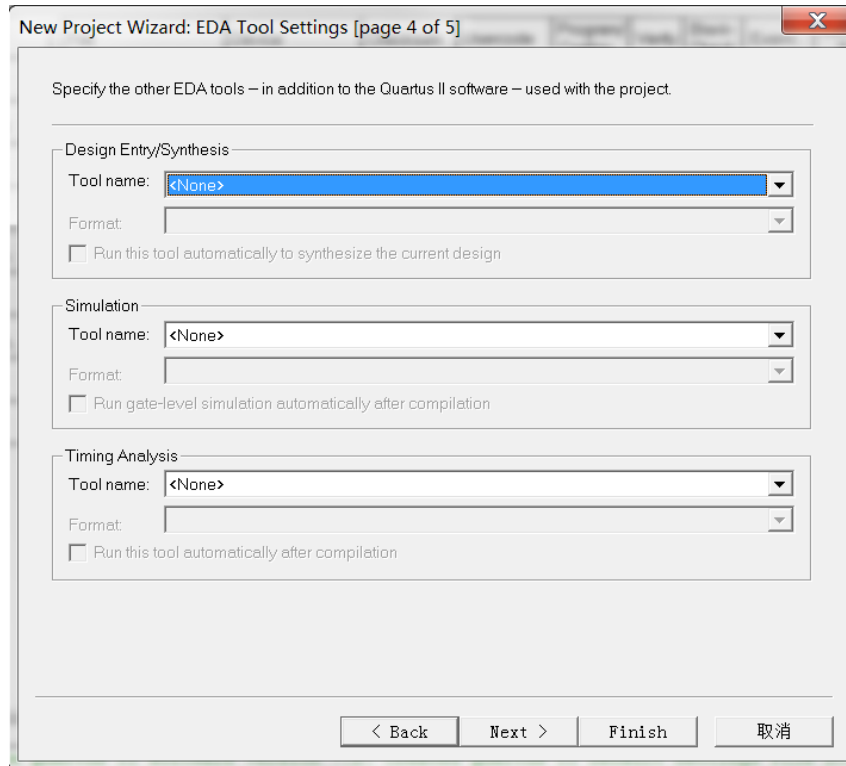 New Project Wizard: EDA Tool Settings [page 4 of 5]
Specify the other EDA tools – in addition to the Quartus II software – used with the project.
Design Entry/Synthesis
Tool name: <None>
Format:
Run this tool automatically to synthesize the current design
Simulation
Tool name: <None>
Format:
Run gate-level simulation automatically after compilation
Timing Analysis
Tool name: <None>
Format:
Run this tool automatically after compilation
< Back Next > Finish 取消